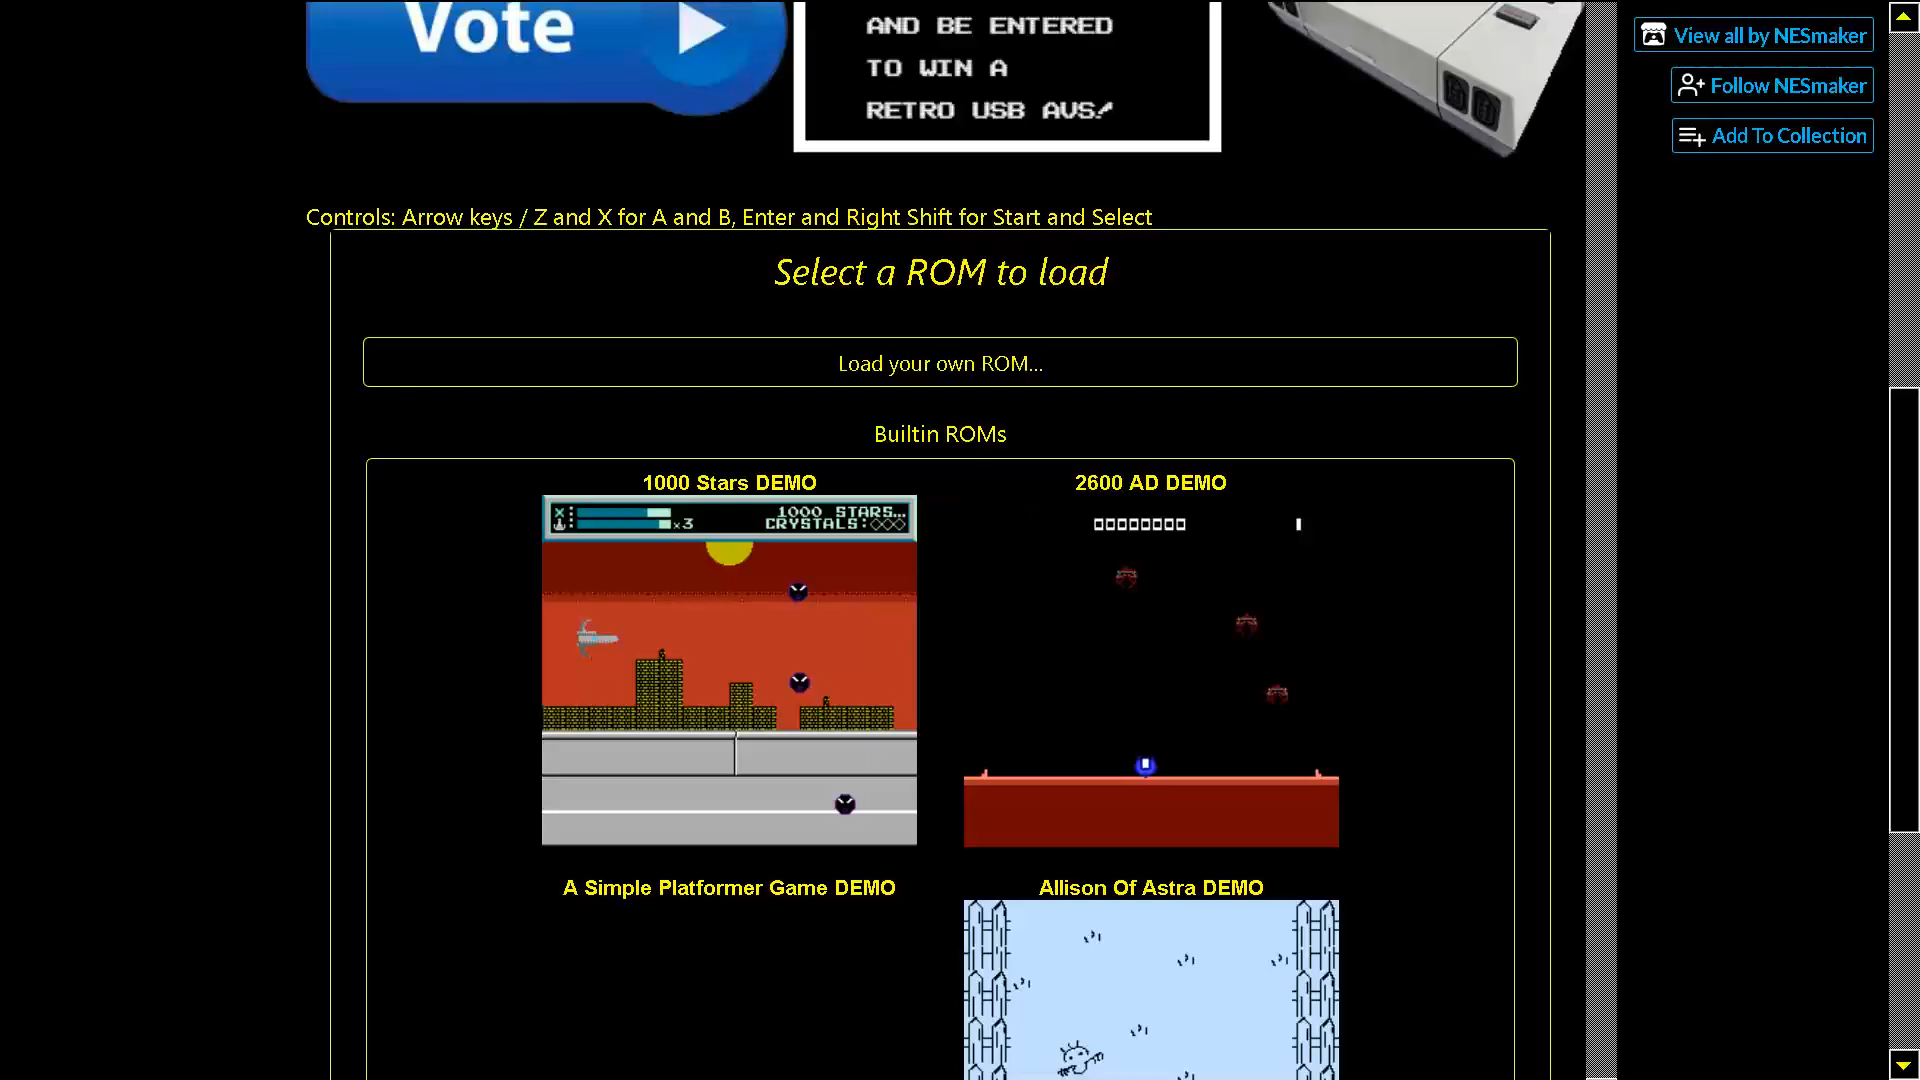 Vote
AND BE ENTERED
TO WIN A
RETRO USB AVS!
View all by NESmaker
Follow NESmaker
Add To Collection
Controls: Arrow keys / Z and X for A and B, Enter and Right Shift for Start and Select
Select a ROM to load
Load your own ROM...
Builtin ROMs
1000 Stars DEMO
2600 AD DEMO
X:
1000 STARS...
x3
CRYSTALS:
00000000
A Simple Platformer Game DEMO
Allison Of Astra DEMO